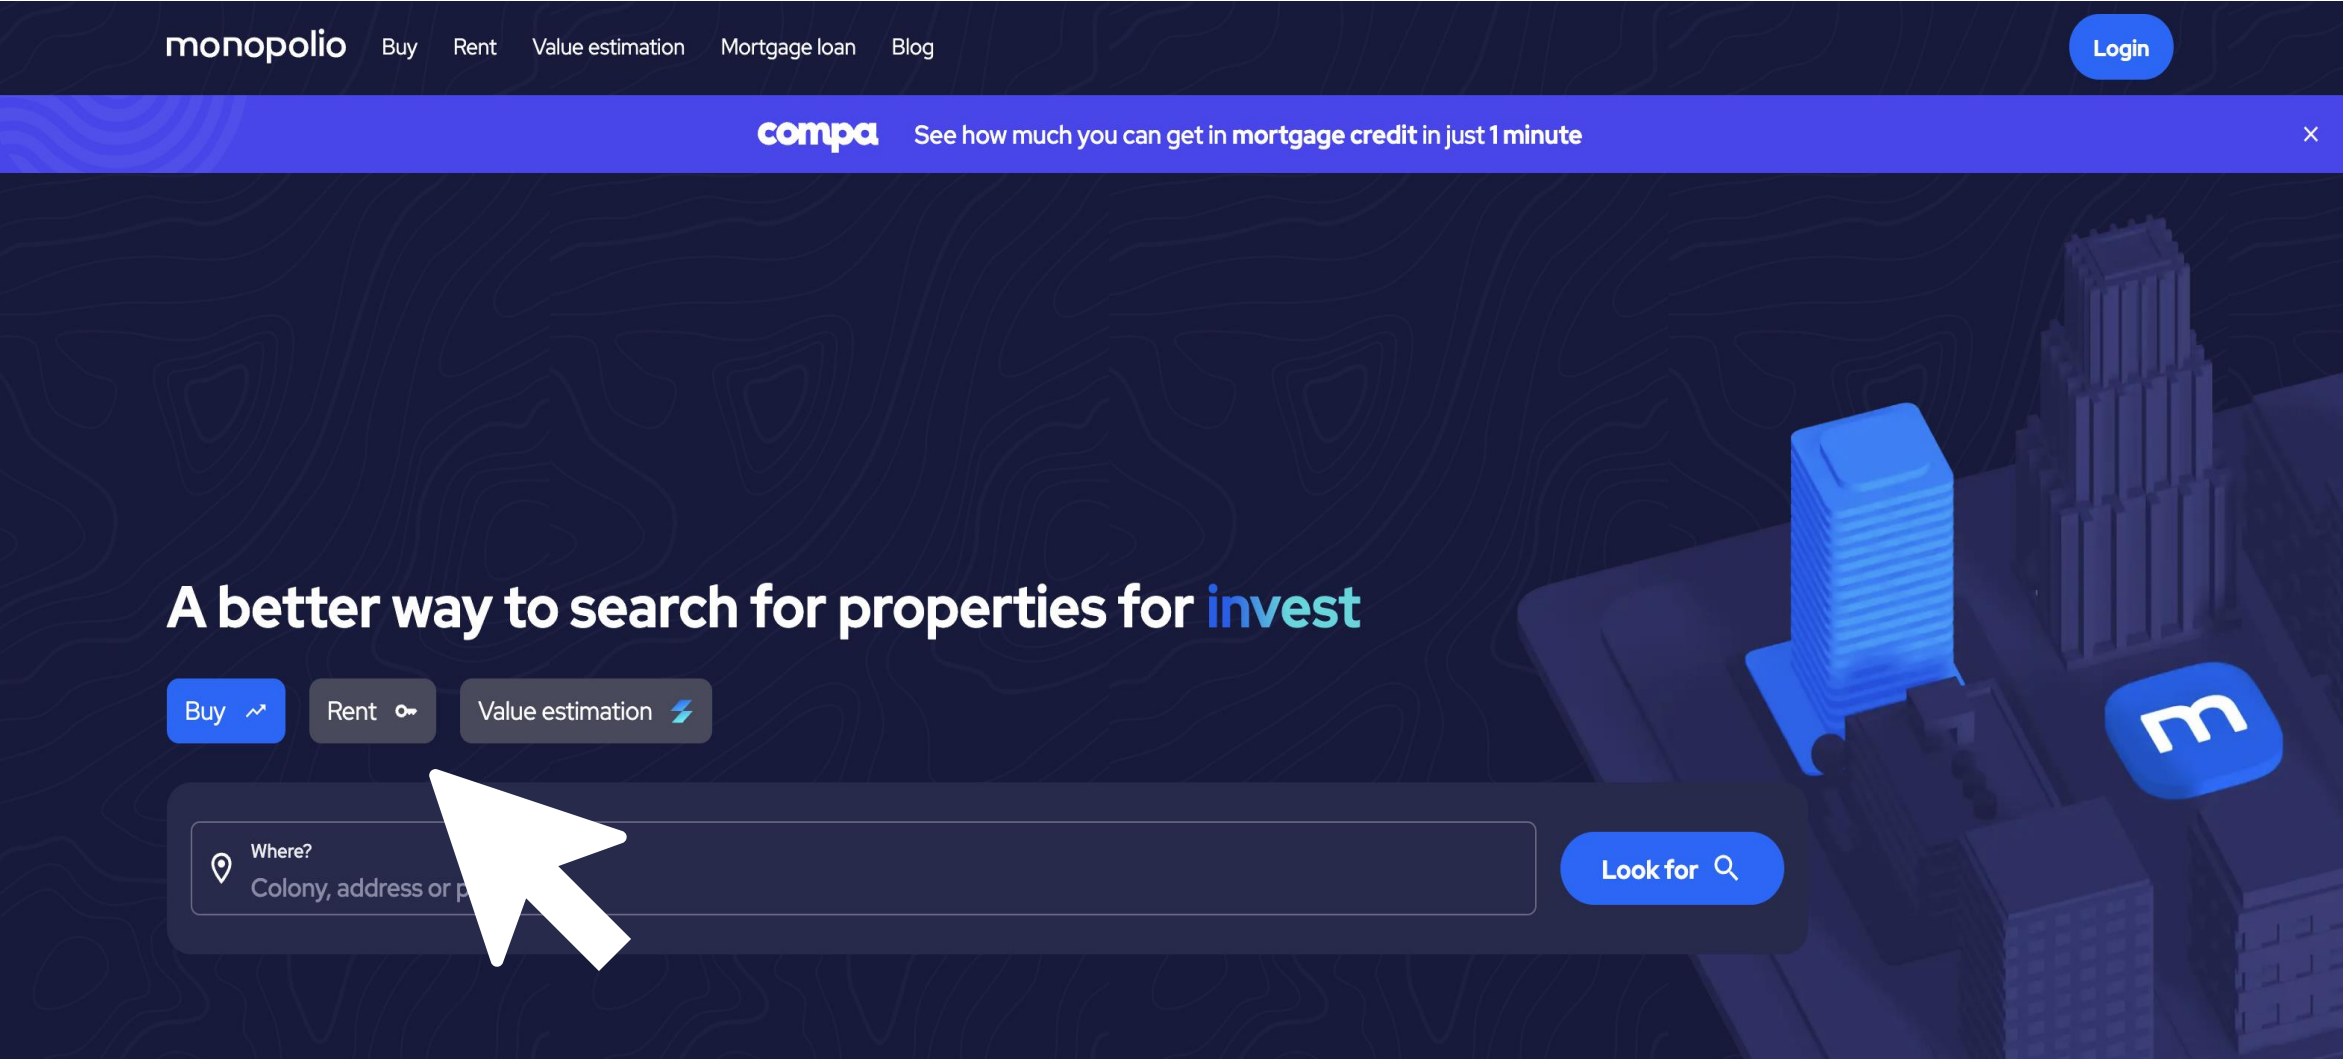 monopolio Buy Rent Value estimation Mortgage loan Blog Login
compa See how much you can get in mortgage credit in just 1 minute
A better way to search for properties for invest
Buy Rent Value estimation
Where?
Colony, address or
Look for
m